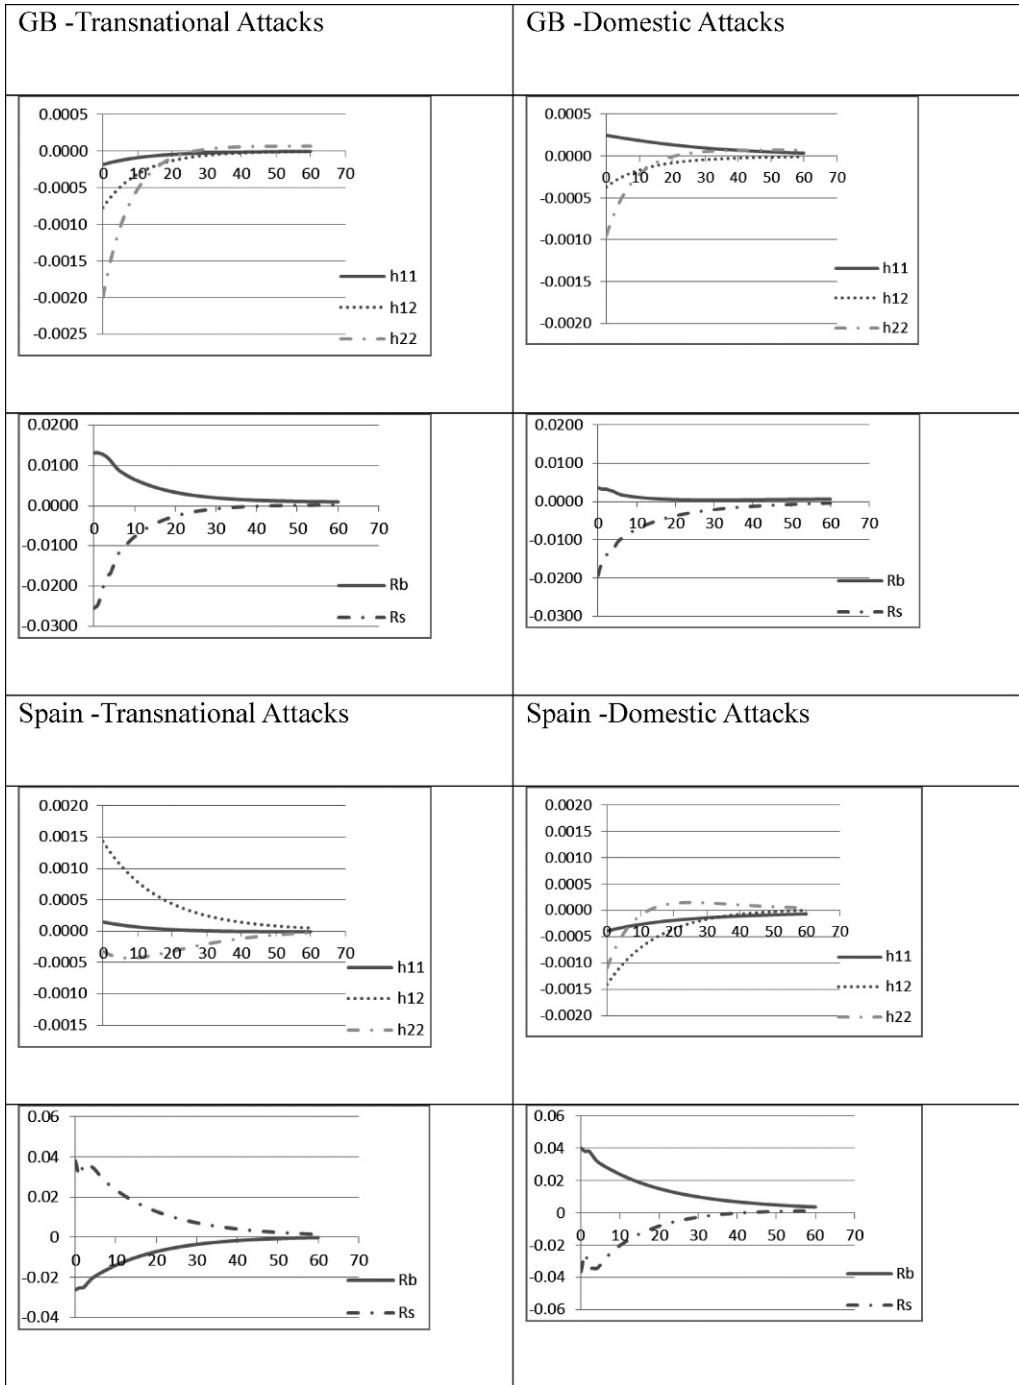 GB -Transnational Attacks
GB -Domestic Attacks
0.0005
0.0000
-0.0005
-0.0010
-0.0015
-0.0020
-0.0025
0 10 20 30 40 50 60 70
h11
h12
h22
0.0005
0.0000
-0.0005
-0.0010
-0.0015
-0.0020
0 10 20 30 40 50 60 70
h11
h12
h22
0.0200
0.0100
0.0000
-0.0100
-0.0200
-0.0300
0 10 20 30 40 50 60 70
Rb
Rs
0.0200
0.0100
0.0000
-0.0100
-0.0200
-0.0300
0 10 20 30 40 50 60 70
Rb
Rs
Spain -Transnational Attacks
Spain -Domestic Attacks
0.0020
0.0015
0.0010
0.0005
0.0000
-0.0005
-0.0010
-0.0015
0 10 20 30 40 50 60 70
h11
h12
h22
0.0020
0.0015
0.0010
0.0005
0.0000
-0.0005
-0.0010
-0.0015
-0.0020
0 10 20 30 40 50 60 70
h11
h12
h22
0.06
0.04
0.02
0
-0.02
-0.04
0 10 20 30 40 50 60 70
Rb
Rs
0.06
0.04
0.02
0
-0.02
-0.04
-0.06
0 10 20 30 40 50 60 70
Rb
Rs